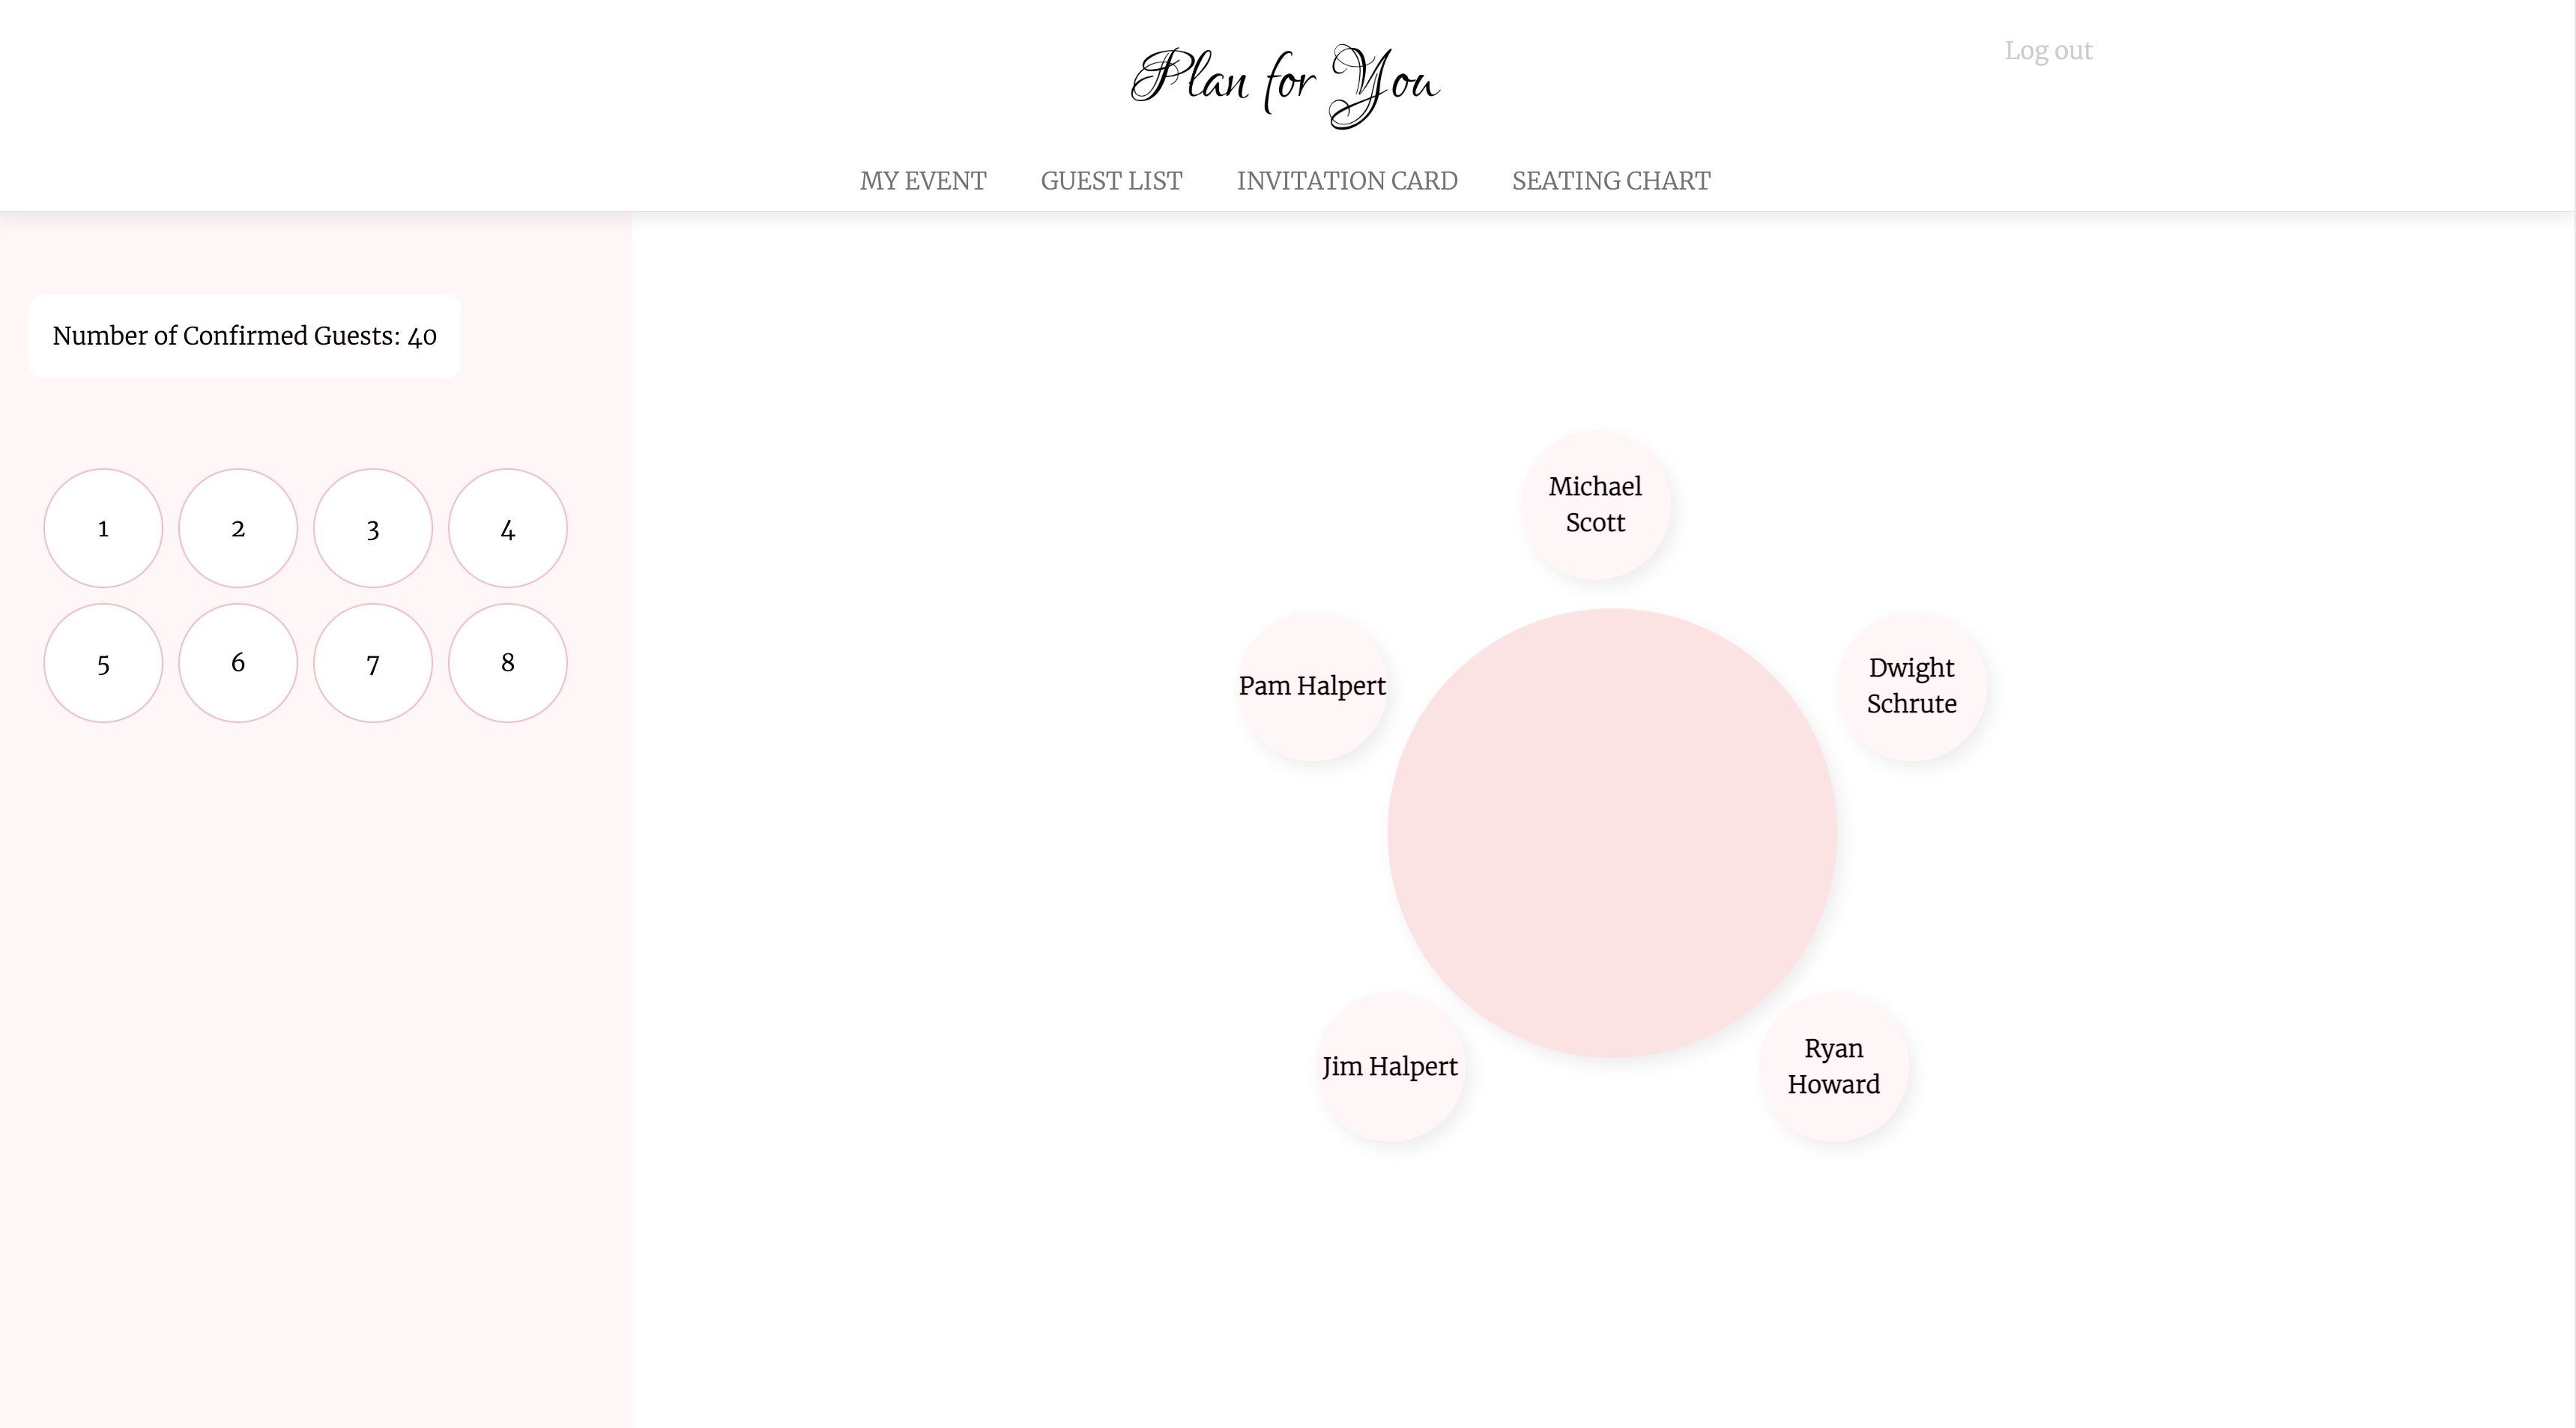 Plan for You
Log out
MY EVENT
GUEST LIST
INVITATION CARD
SEATING CHART
Number of Confirmed Guests: 40
1
2
3
4
5
6
7
8
Michael
Scott
Pam Halpert
Dwight
Schrute
Jim Halpert
Ryan
Howard